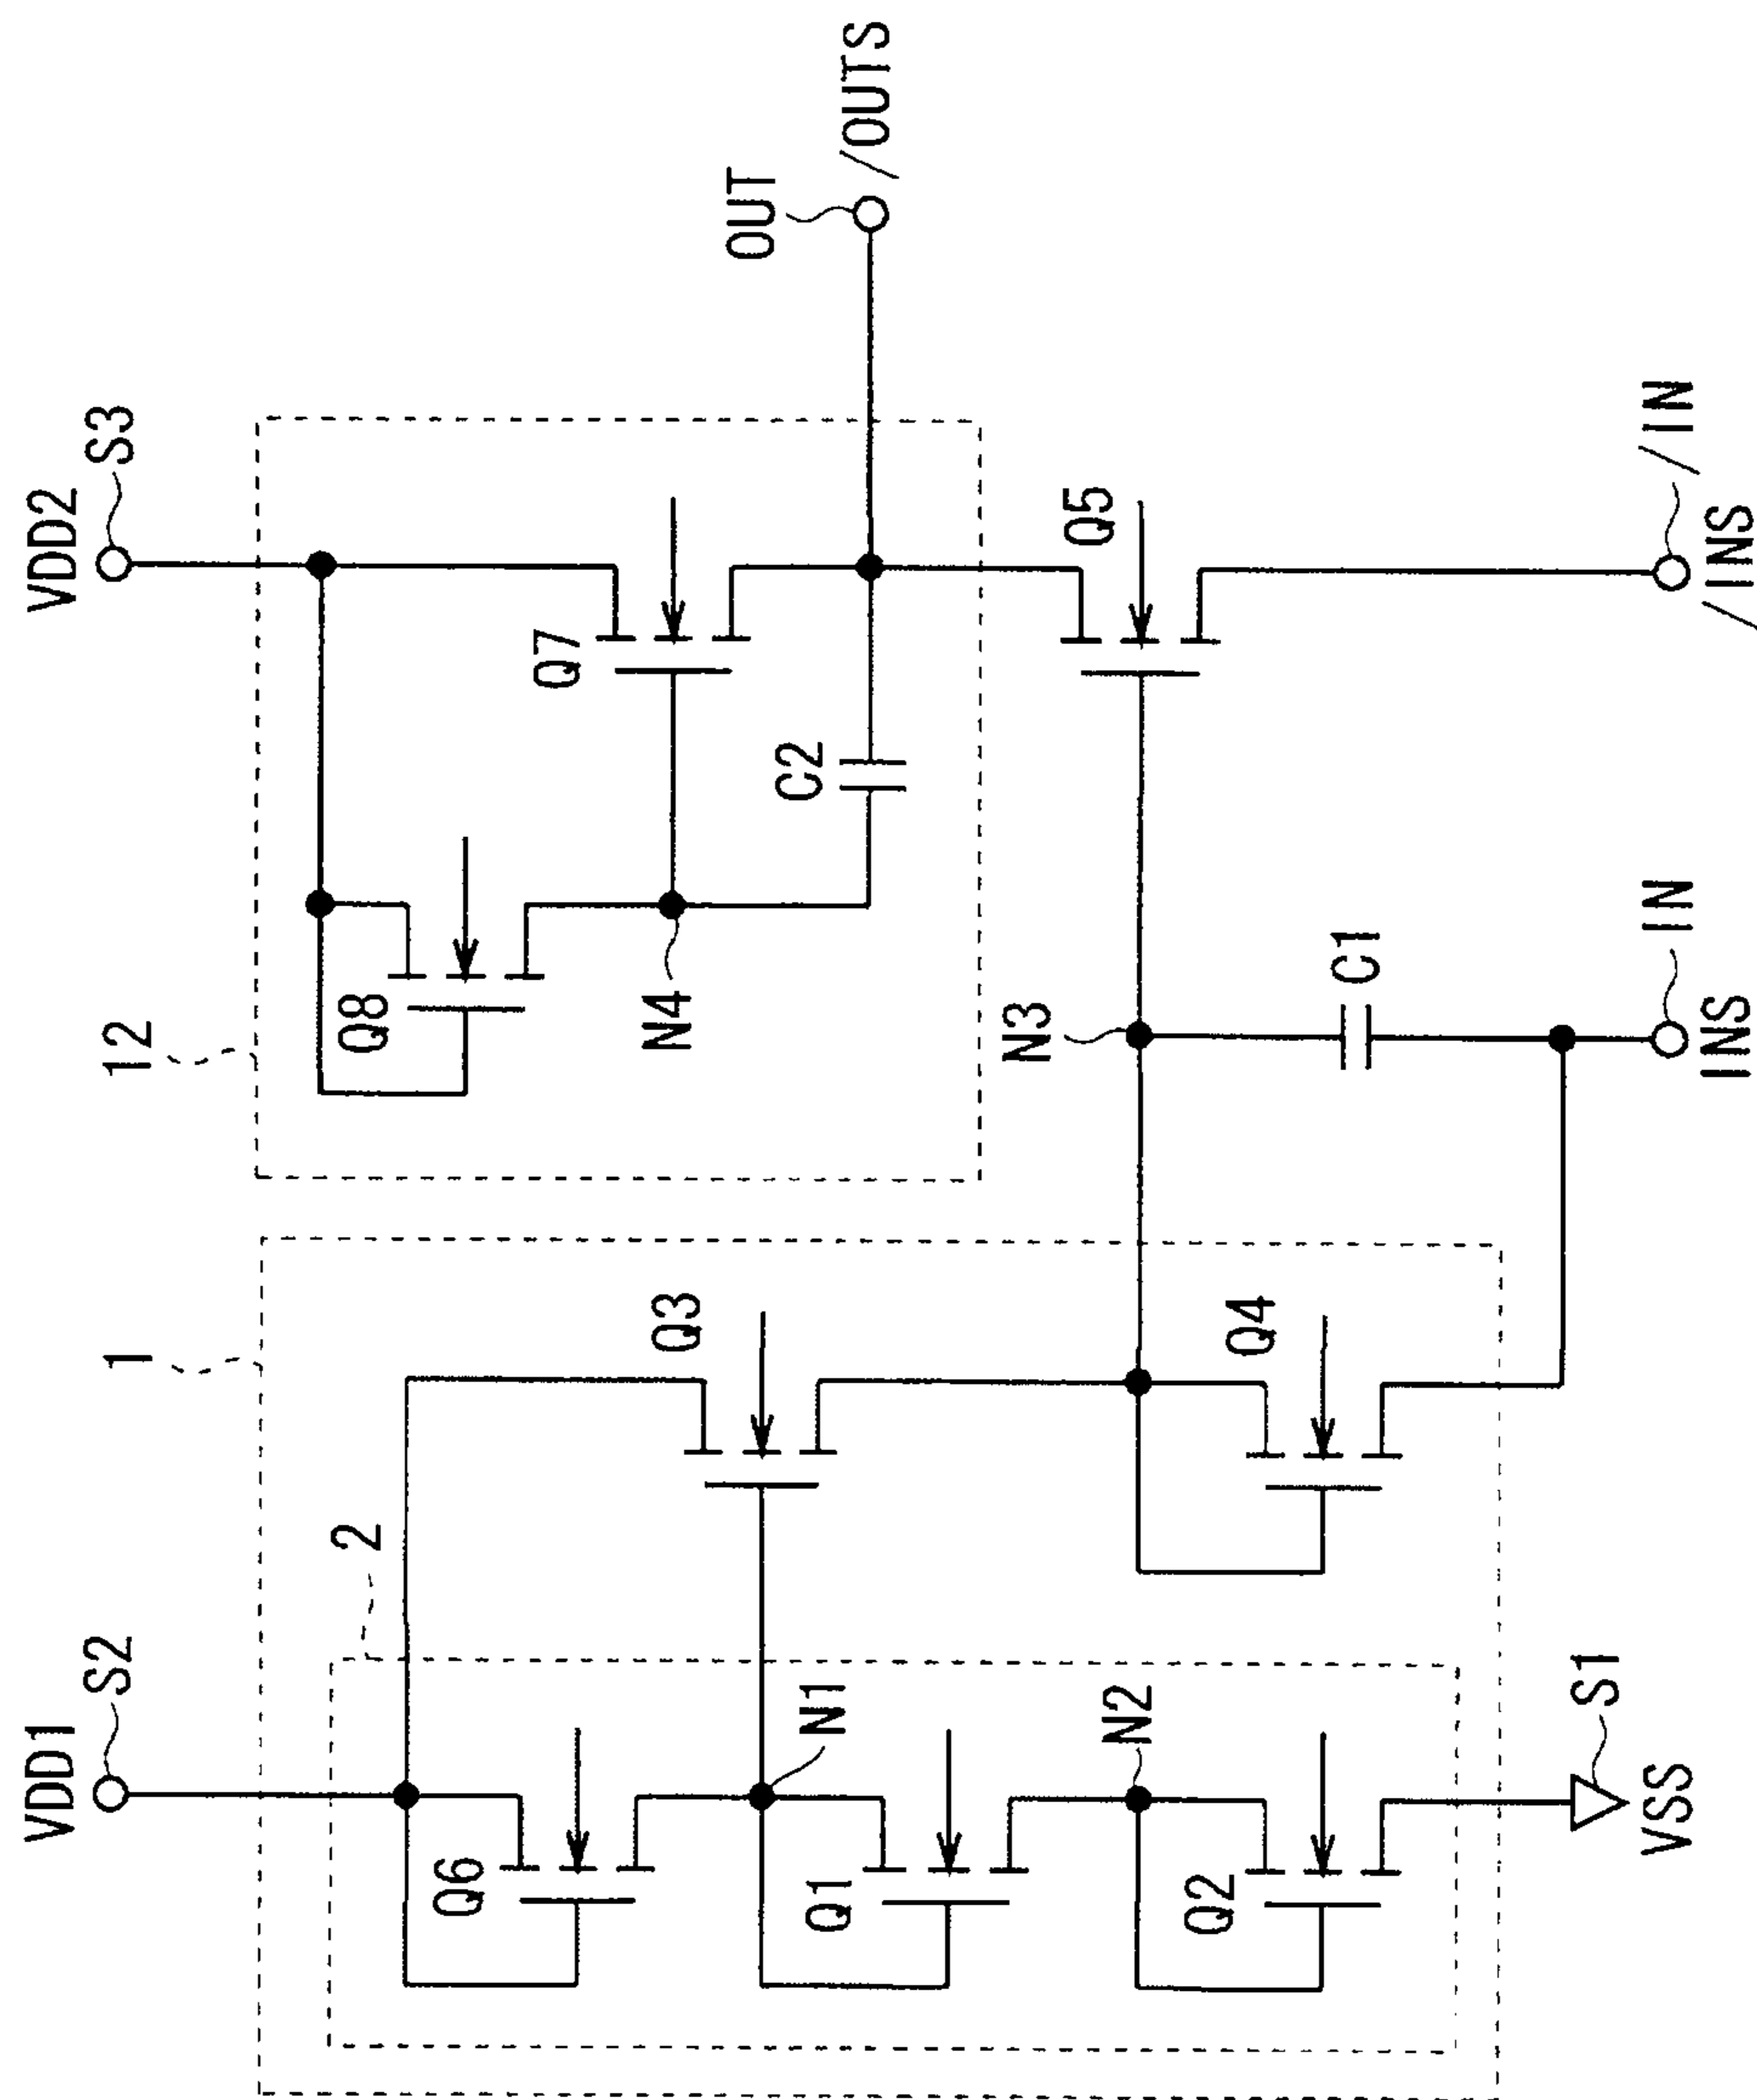 VDD1
S2
VDD2
S3
1
12
2
Q8
Q6
Q3
Q7
OUT
/OUTS
N4
C2
N1
Q1
N3
Q5
N2
Q2
Q4
C1
S1
VSS
IN
INS
/IN
/INS